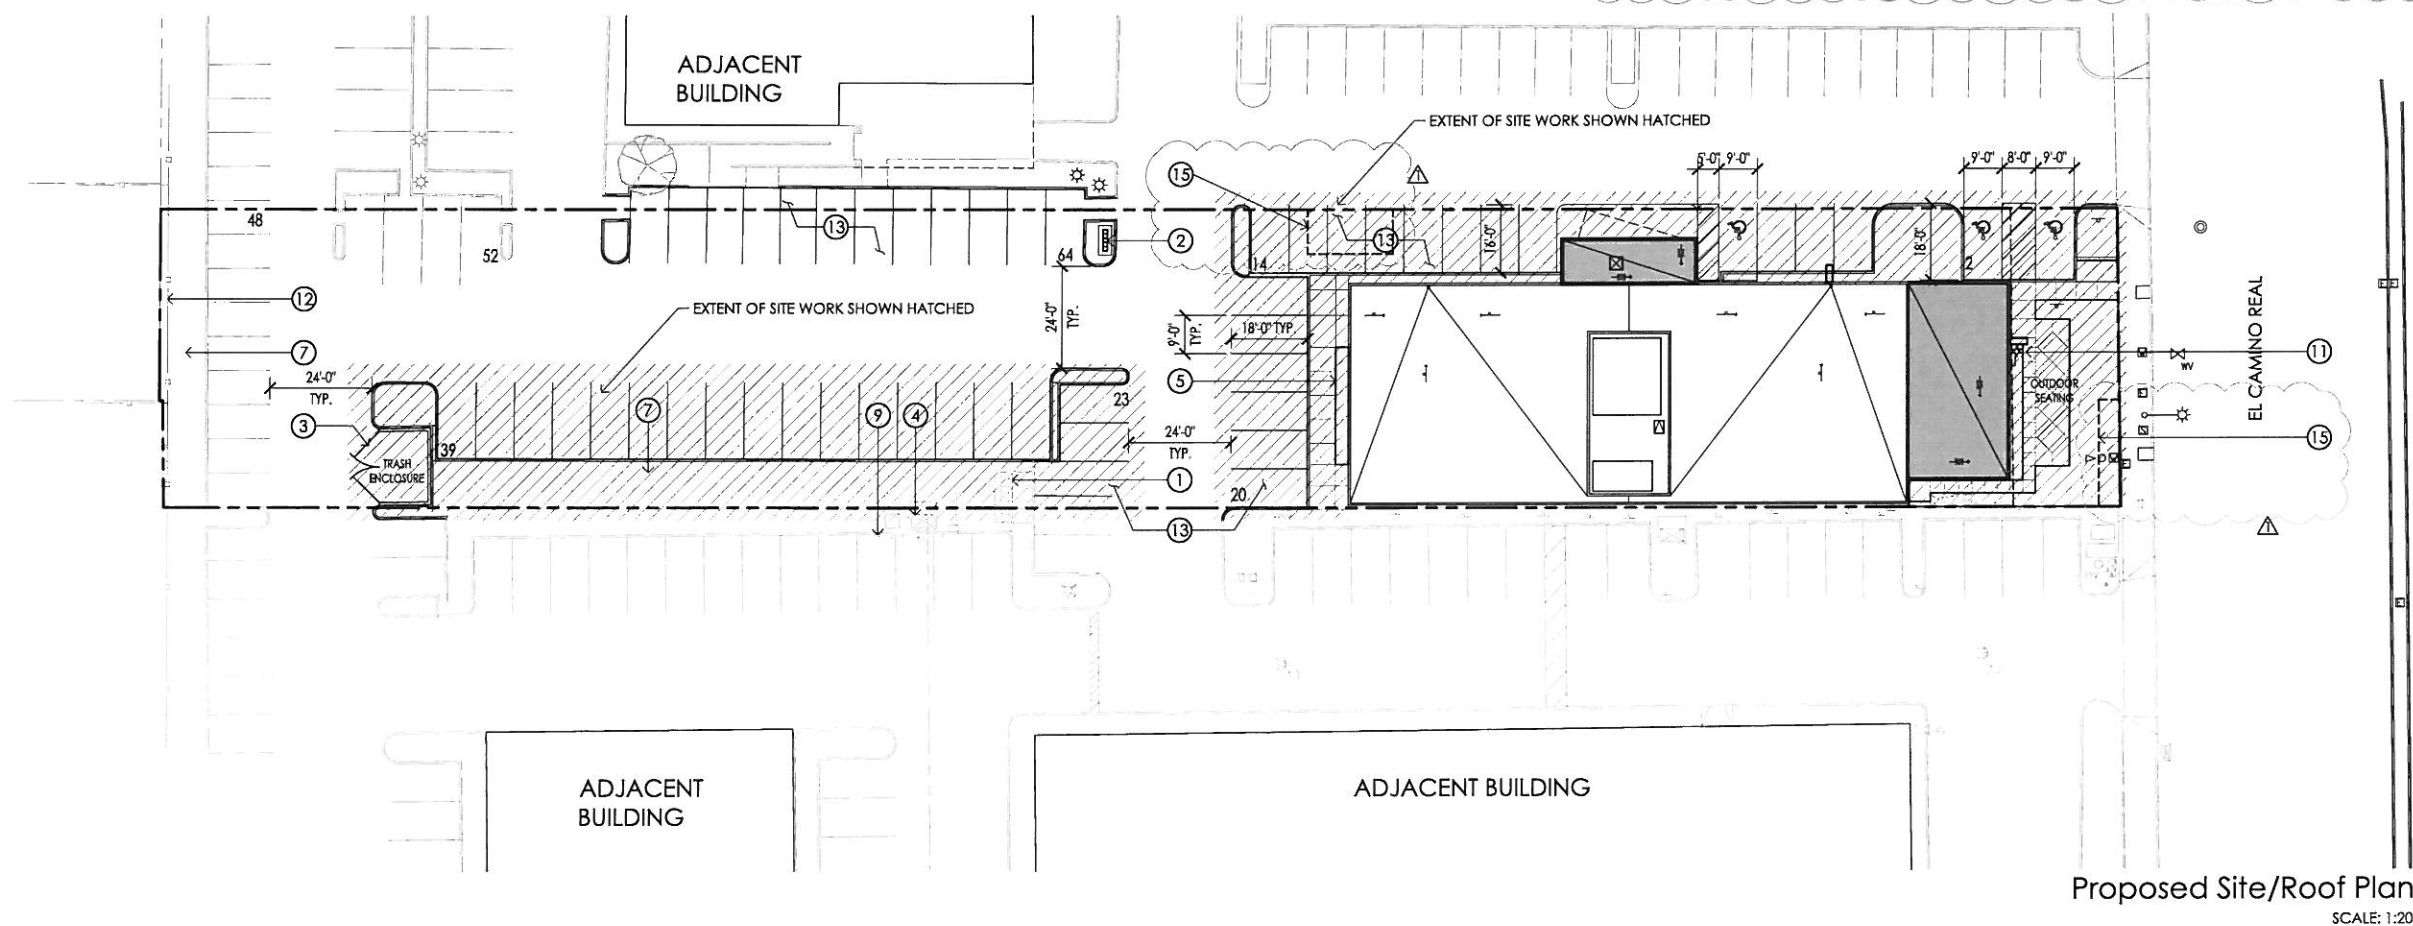 ADJACENT
BUILDING
EXTENT OF SITE WORK SHOWN HATCHED
15
1
5'-0"
9'-0"
9'-0"
8'-0"
9'-0"
48
13
52
2
64
14
13
16'-0"
18'-0"
2
12
EXTENT OF SITE WORK SHOWN HATCHED
24'-0"
TYP.
9'-0"
TYP.
18'-0" TYP.
EL CAMINO REAL
7
5
11
WV
24'-0"
TYP.
7
9
4
23
OUTDOOR
SEATING
3
39
24'-0"
TYP.
15
TRASH
ENCLOSURE
1
20
13
1
ADJACENT
BUILDING
ADJACENT BUILDING
Proposed Site/Roof Plan
SCALE: 1:20